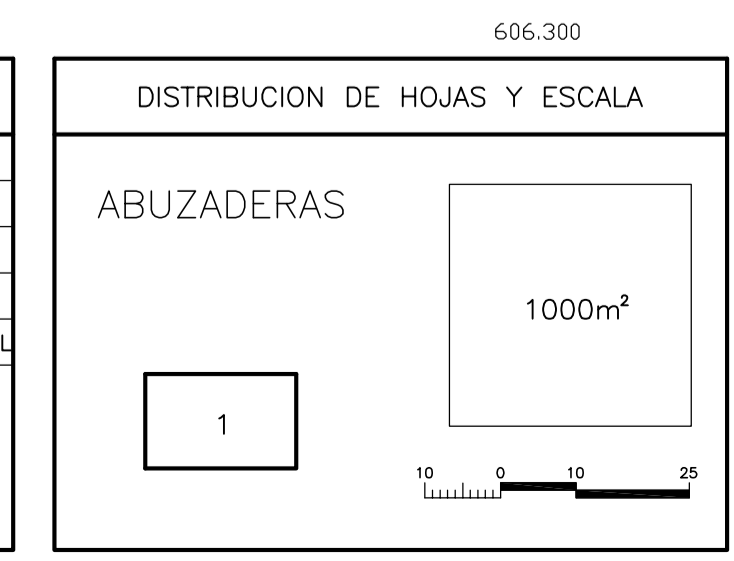 606.300
DISTRIBUCION DE HOJAS Y ESCALA
ABUZADERAS
1000m²
L
1
10 0 10 25